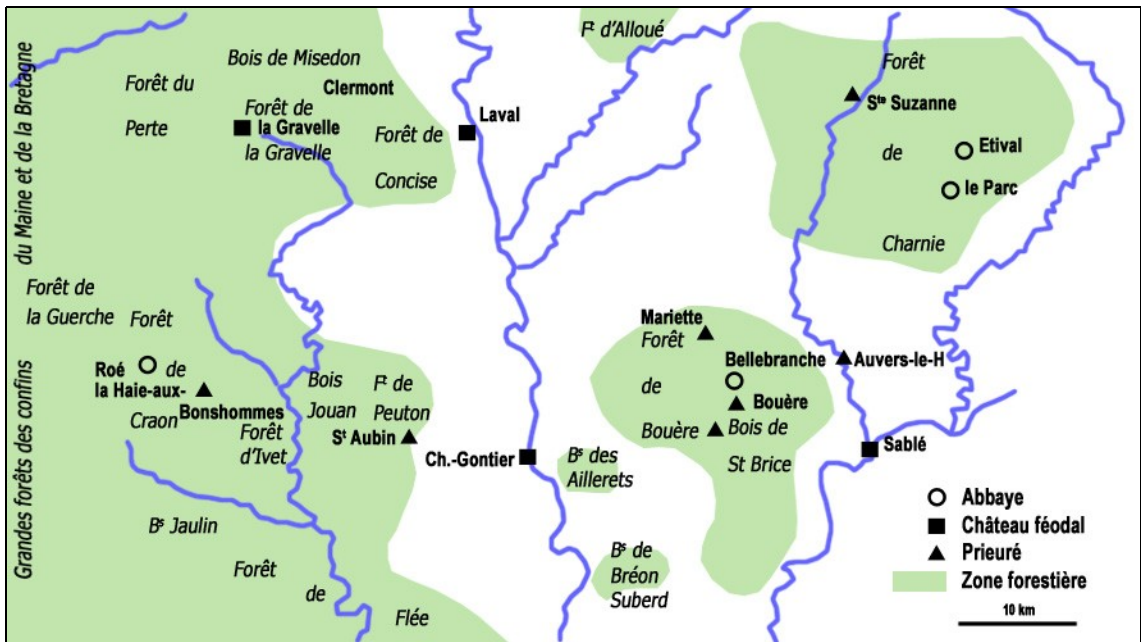 Grandes forêts des confins du Maine et de la Bretagne
Forêt du
Perte
Bois de Misedon
Clermont
Forêt de
la Gravelle
la Gravelle
Forêt de
Concise
Laval
Fᵗ d'Alloué
Forêt
Sᵗᵉ Suzanne
de
Etival
le Parc
Charnie
Forêt de
la Guerche
Forêt
Roé
de
la Haie-aux-
Bonshommes
Craon
Forêt
d'Ivet
Bois
Jouan
Fᵗ de
Peuton
Sᵗ Aubin
Ch.-Gontier
Mariette
Forêt
de
Bouère
Bellebranche
Bouère
Bois de
St Brice
Auvers-le-H
Sablé
Bˢ des
Aillerets
Bˢ Jaulin
Forêt
de
Flée
Bˢ de
Bréon
Suberd
Abbaye
Château féodal
Prieuré
Zone forestière
10 km